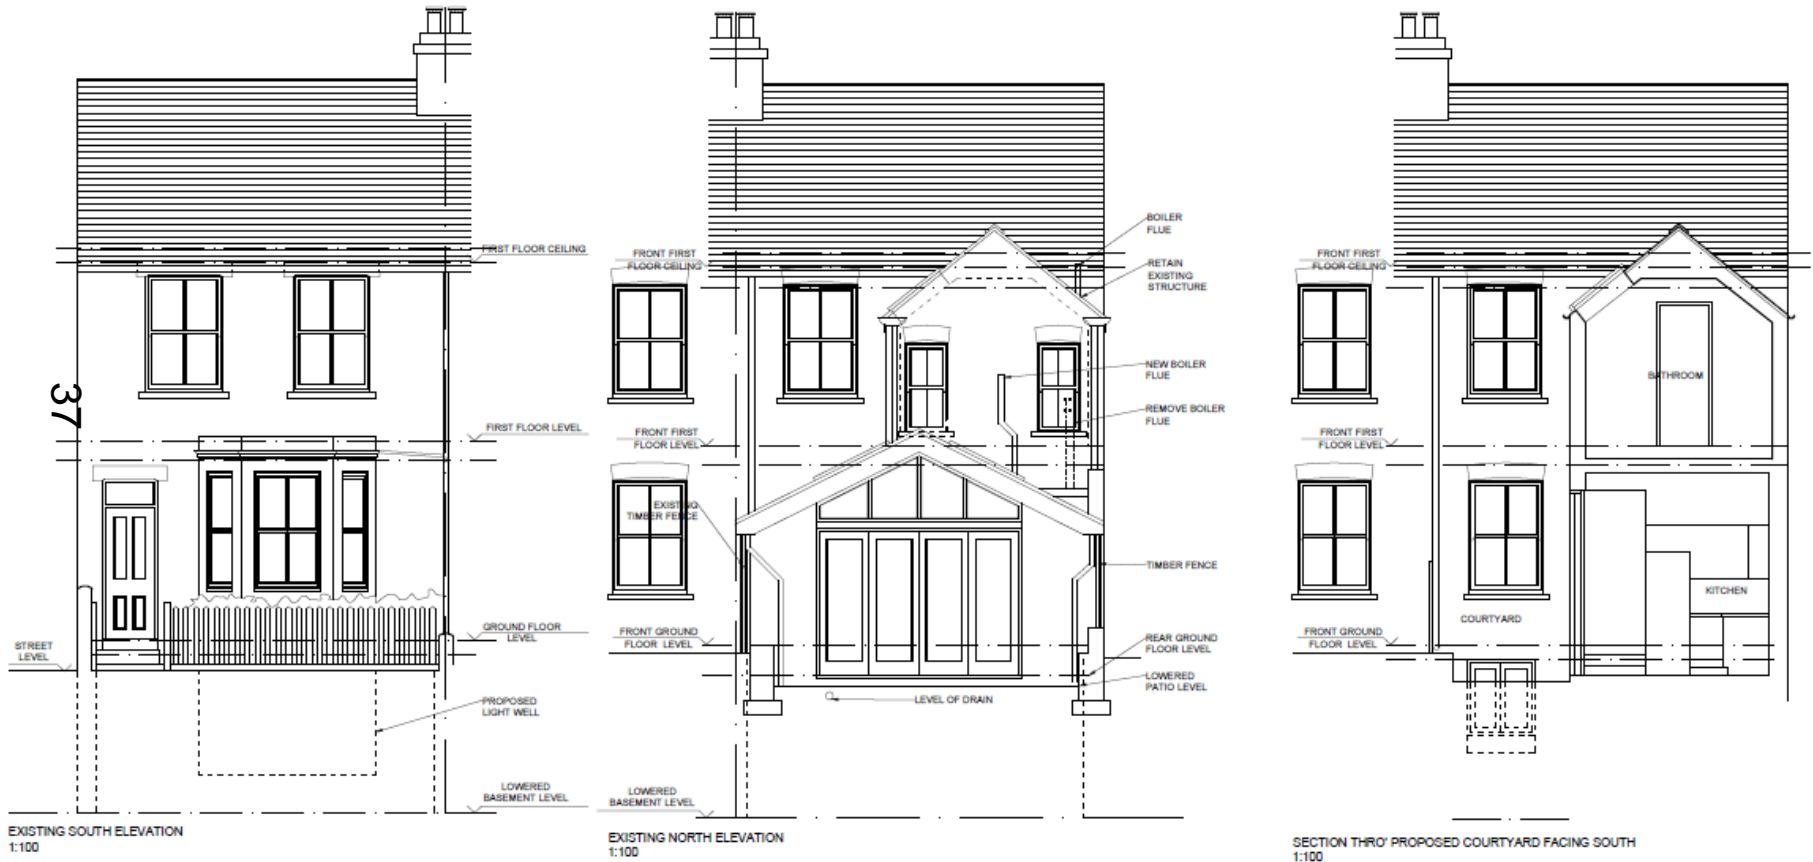 FIRST FLOOR CEILING
37
FIRST FLOOR LEVEL
GROUND FLOOR
LEVEL
STREET
LEVEL
PROPOSED
LIGHT WELL
LOWERED
BASEMENT LEVEL
EXISTING SOUTH ELEVATION
1:100
BOILER
FLUE
FRONT FIRST
FLOOR CEILING
RETAIN
EXISTING
STRUCTURE
NEW BOILER
FLUE
REMOVE BOILER
FLUE
FRONT FIRST
FLOOR LEVEL
EXISTING
TIMBER FENCE
TIMBER FENCE
FRONT GROUND
FLOOR LEVEL
REAR GROUND
FLOOR LEVEL
LOWERED
PATIO LEVEL
LEVEL OF DRAIN
LOWERED
BASEMENT LEVEL
EXISTING NORTH ELEVATION
1:100
FRONT FIRST
FLOOR CEILING
BATHROOM
FRONT FIRST
FLOOR LEVEL
KITCHEN
COURTYARD
FRONT GROUND
FLOOR LEVEL
SECTION THRO' PROPOSED COURTYARD FACING SOUTH
1:100